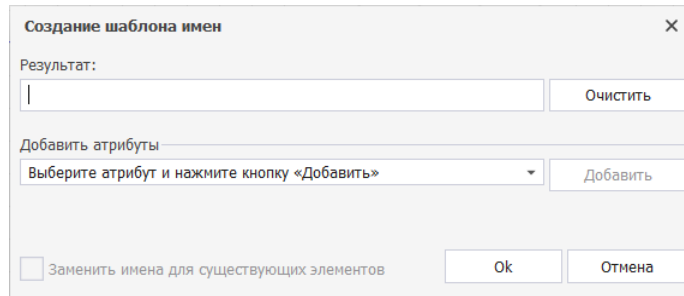 Создание шаблона имен
Результат:
Очистить
Добавить атрибуты
Выберите атрибут и нажмите кнопку «Добавить»
Добавить
Заменить имена для существующих элементов
Ok
Отмена